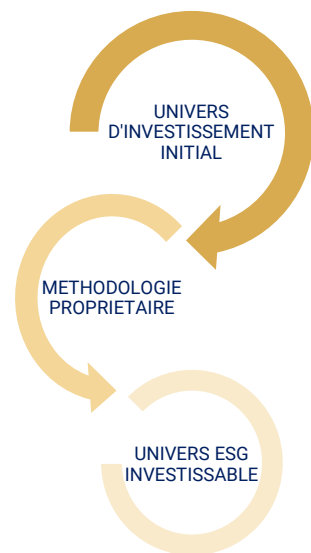 UNIVERS
D'INVESTISSEMENT
INITIAL
METHODOLOGIE
PROPRIETAIRE
UNIVERS ESG
INVESTISSABLE